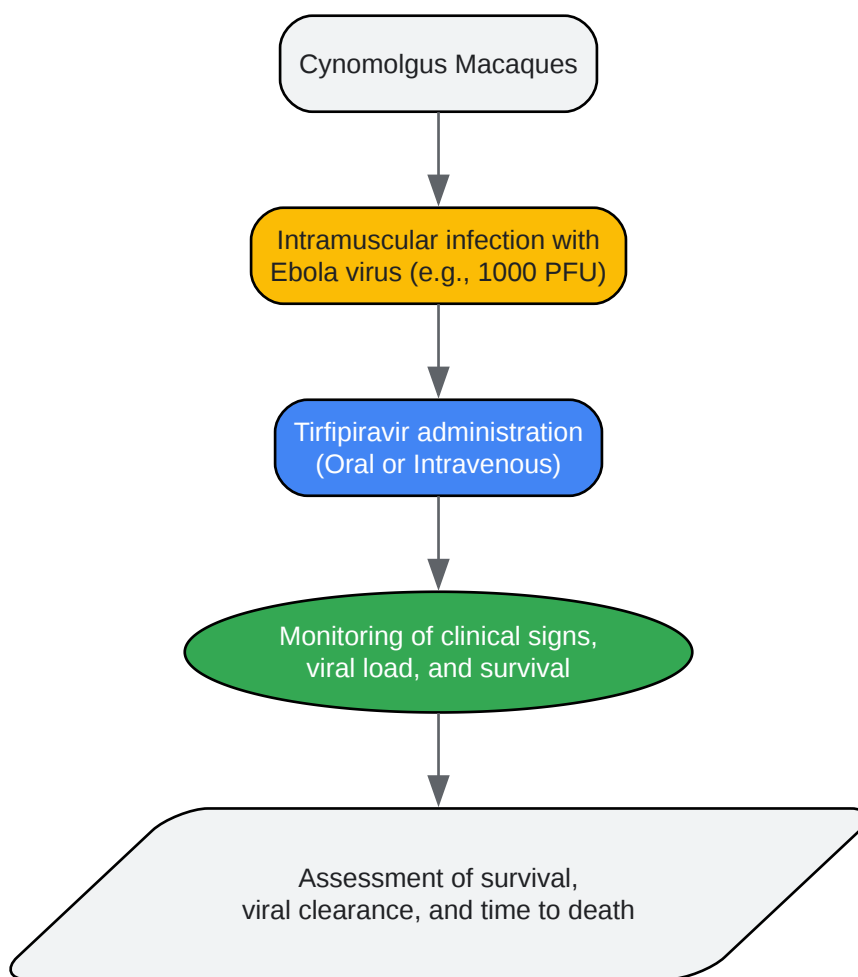 Cynomolgus Macaques
Intramuscular infection with
Ebola virus (e.g., 1000 PFU)
Tirfipiravir administration
(Oral or Intravenous)
Monitoring of clinical signs,
viral load, and survival
Assessment of survival,
viral clearance, and time to death